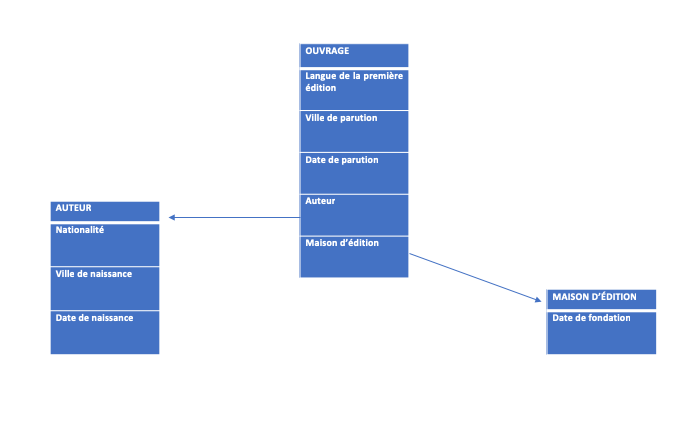 OUVRAGE
Langue de la première
édition
Ville de parution
Date de parution
Auteur
Maison d'édition
AUTEUR
Nationalité
Ville de naissance
Date de naissance
MAISON D'ÉDITION
Date de fondation